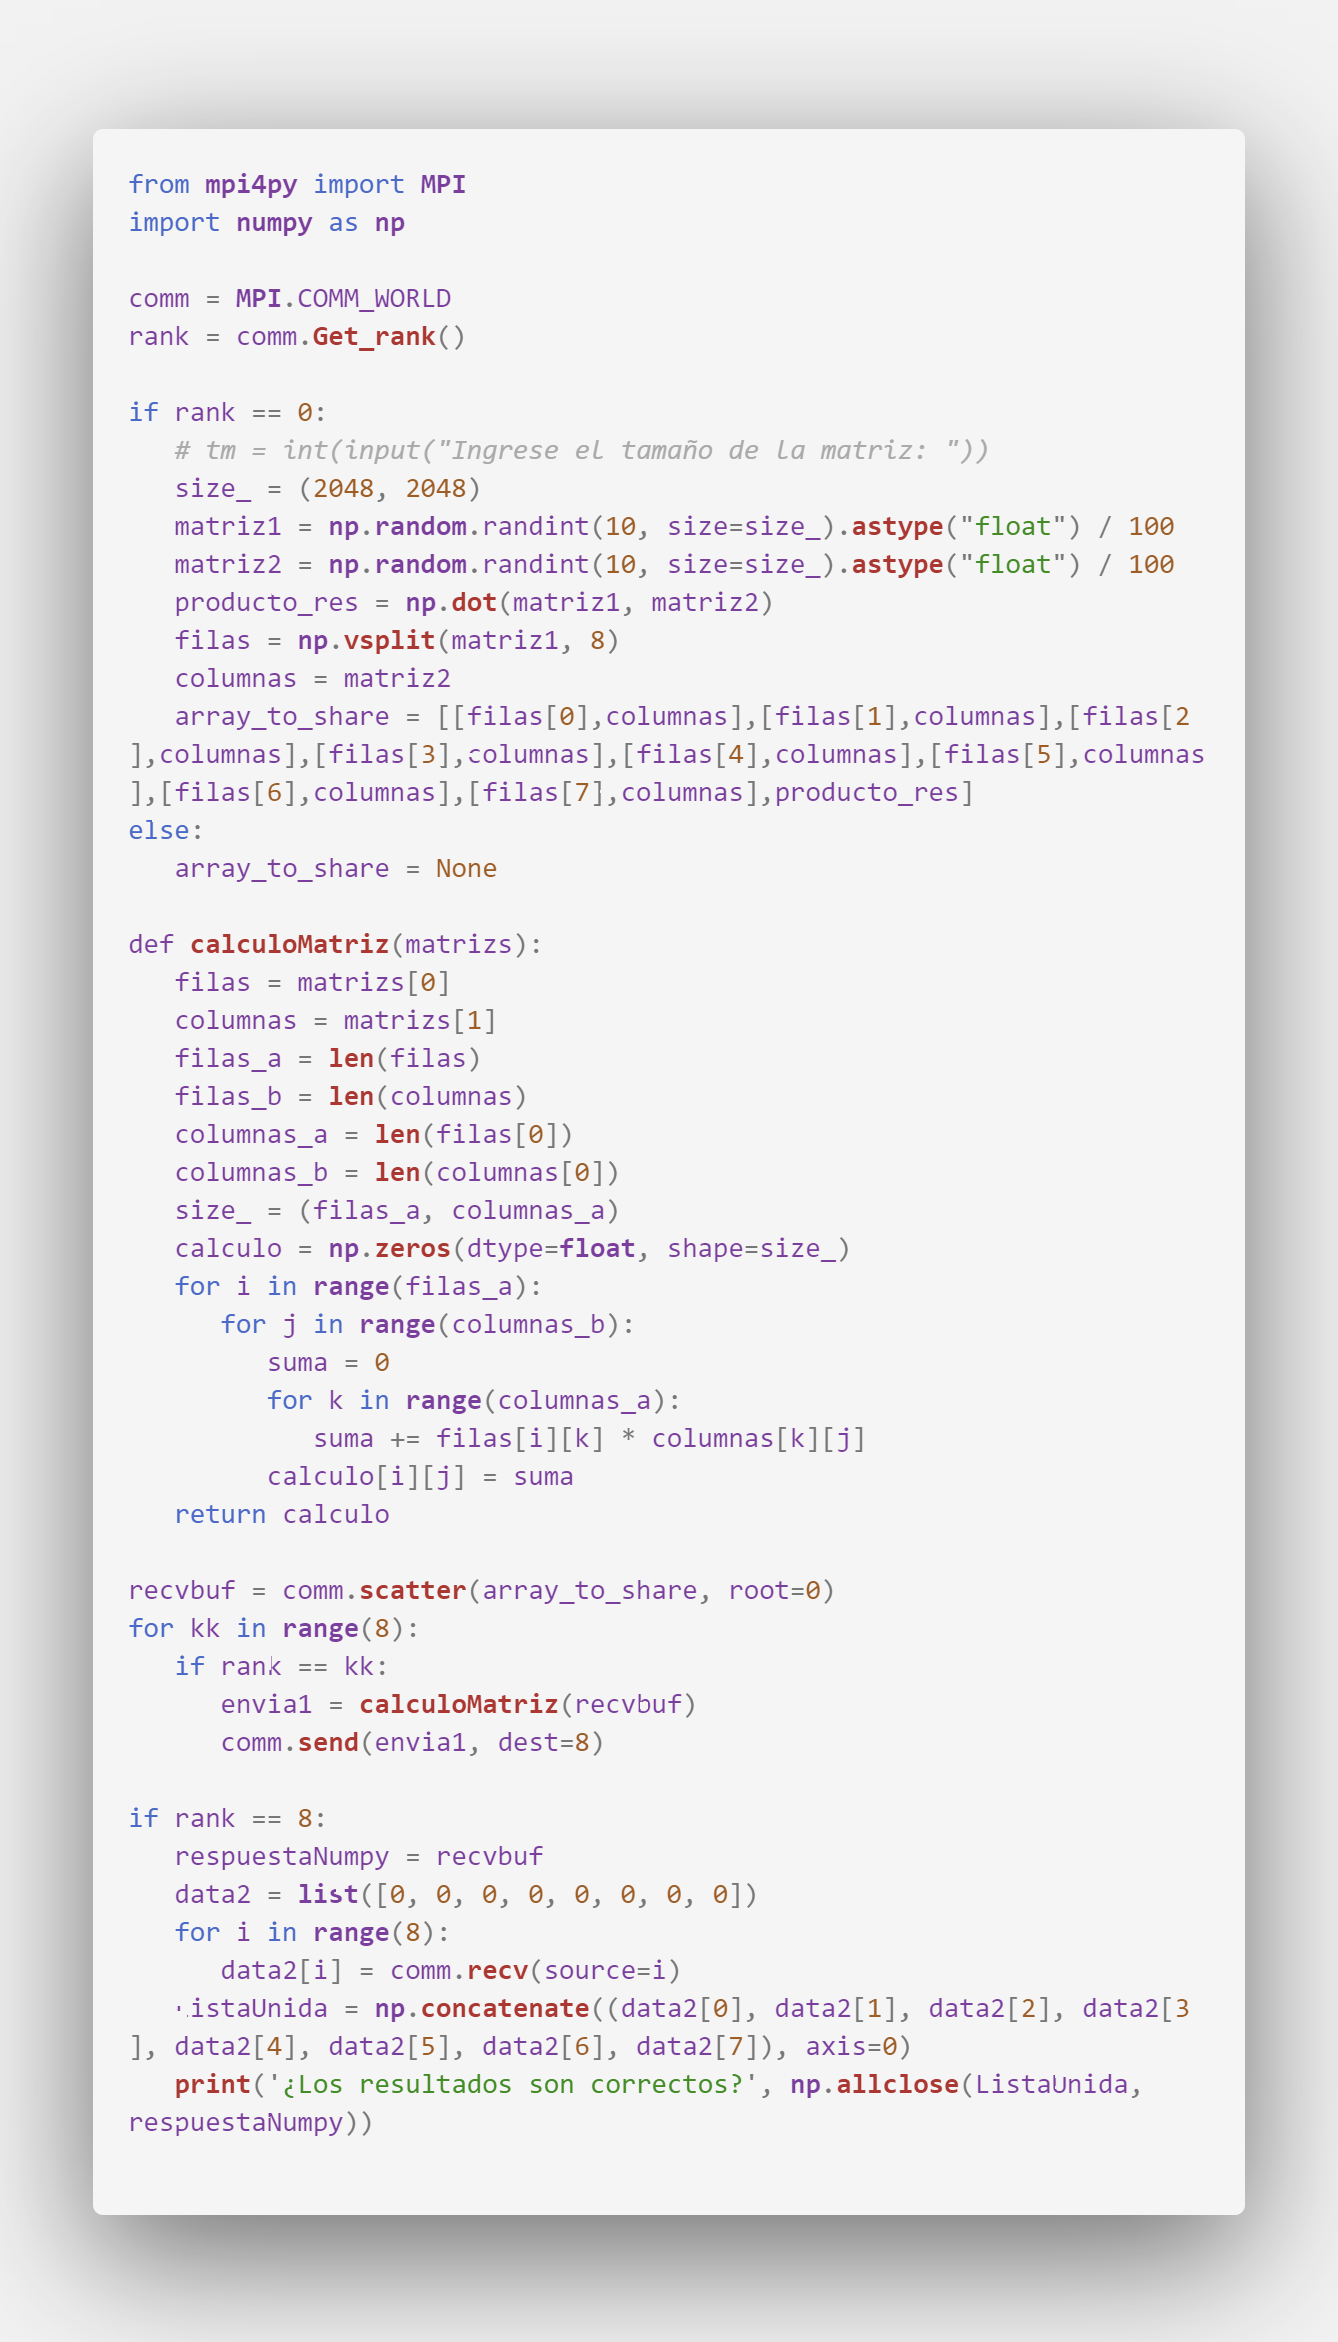 from mpi4py import MPI
import numpy as np

comm = MPI.COMM_WORLD
rank = comm.Get_rank()

if rank == 0:
   # tm = int(input("Ingrese el tamaño de la matriz: "))
   size_ = (2048, 2048)
   matriz1 = np.random.randint(10, size=size_).astype("float") / 100
   matriz2 = np.random.randint(10, size=size_).astype("float") / 100
   producto_res = np.dot(matriz1, matriz2)
   filas = np.vsplit(matriz1, 8)
   columnas = matriz2
   array_to_share = [[filas[0],columnas],[filas[1],columnas],[filas[2
],columnas],[filas[3],columnas],[filas[4],columnas],[filas[5],columnas
],[filas[6],columnas],[filas[7],columnas],producto_res]
else:
   array_to_share = None

def calculoMatriz(matrizs):
   filas = matrizs[0]
   columnas = matrizs[1]
   filas_a = len(filas)
   filas_b = len(columnas)
   columnas_a = len(filas[0])
   columnas_b = len(columnas[0])
   size_ = (filas_a, columnas_a)
   calculo = np.zeros(dtype=float, shape=size_)
   for i in range(filas_a):
      for j in range(columnas_b):
         suma = 0
         for k in range(columnas_a):
            suma += filas[i][k] * columnas[k][j]
         calculo[i][j] = suma
   return calculo

recvbuf = comm.scatter(array_to_share, root=0)
for kk in range(8):
   if rank == kk:
      envia1 = calculoMatriz(recvbuf)
      comm.send(envia1, dest=8)

if rank == 8:
   respuestaNumpy = recvbuf
   data2 = list([0, 0, 0, 0, 0, 0, 0, 0])
   for i in range(8):
      data2[i] = comm.recv(source=i)
   listaUnida = np.concatenate((data2[0], data2[1], data2[2], data2[3
], data2[4], data2[5], data2[6], data2[7]), axis=0)
   print('¿Los resultados son correctos?', np.allclose(listaUnida,
respuestaNumpy))